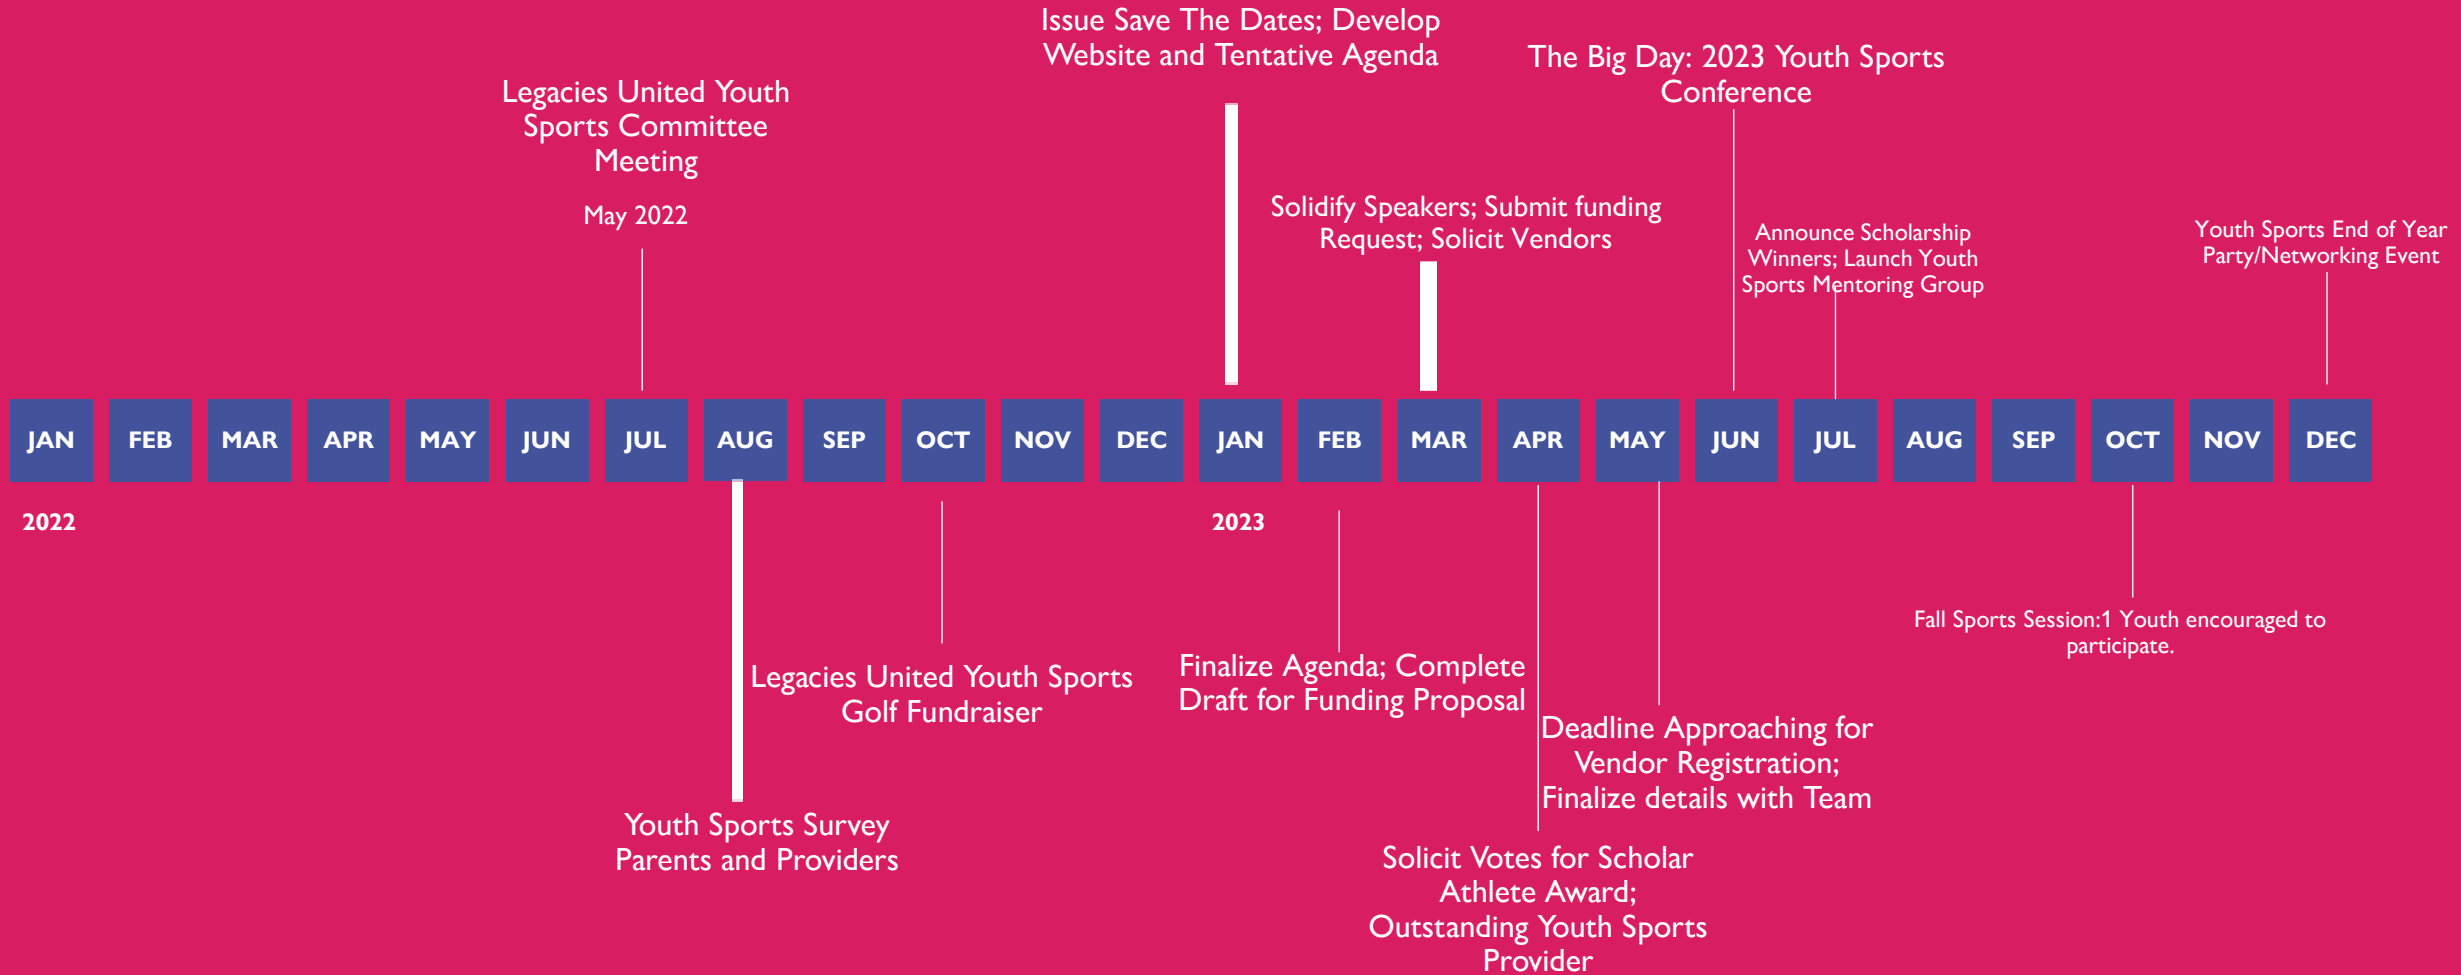 Issue Save The Dates; Develop
Website and Tentative Agenda
The Big Day: 2023 Youth Sports
Conference
Legacies United Youth
Sports Committee
Meeting
May 2022
Solidify Speakers; Submit funding
Request; Solicit Vendors
Announce Scholarship
Winners; Launch Youth
Sports Mentoring Group
Youth Sports End of Year
Party/Networking Event
JAN FEB MAR APR MAY JUN JUL AUG SEP OCT NOV DEC JAN FEB MAR APR MAY JUN JUL AUG SEP OCT NOV DEC
2022 2023
Fall Sports Session:1 Youth encouraged to
participate.
Legacies United Youth Sports
Golf Fundraiser
Finalize Agenda; Complete
Draft for Funding Proposal
Deadline Approaching for
Vendor Registration;
Finalize details with Team
Youth Sports Survey
Parents and Providers
Solicit Votes for Scholar
Athlete Award;
Outstanding Youth Sports
Provider